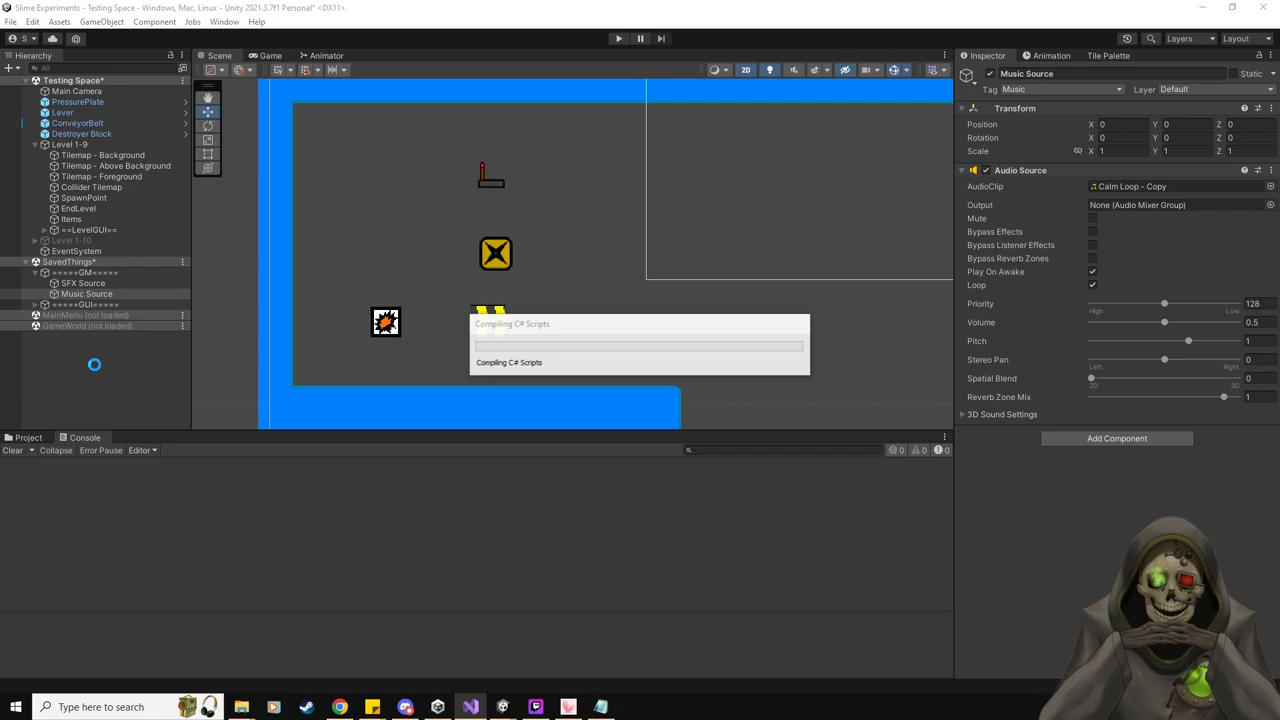 Slime Experiments - Testing Space - Windows, Mac, Linux - Unity 2021.3.7f1 Personal* <DX11>
File Edit Assets GameObject Component Jobs Window Help
S Layers Layout
Hierarchy
All
Testing Space*
Main Camera
PressurePlate
Lever
ConveyorBelt
Destroyer Block
Level 1-9
Tilemap - Background
Tilemap - Above Background
Tilemap - Foreground
Collider Tilemap
SpawnPoint
EndLevel
Items
==LevelGUI==
Level 1-10
EventSystem
SavedThings*
=====GM=====
SFX Source
Music Source
=====GUI=====
MainMenu (not loaded)
GameWorld (not loaded)
Scene Game Animator
2D
Compiling C# Scripts
Compiling C# Scripts
Project Console
Clear Collapse Error Pause Editor
0 0 0
Inspector Animation Tile Palette
Music Source Static
Tag Music Layer Default
Transform
Position X 0 Y 0 Z 0
Rotation X 0 Y 0 Z 0
Scale X 1 Y 1 Z 1
Audio Source
AudioClip Calm Loop - Copy
Output None (Audio Mixer Group)
Mute
Bypass Effects
Bypass Listener Effects
Bypass Reverb Zones
Play On Awake
Loop
Priority 128
High Low
Volume 0.5
Pitch 1
Stereo Pan 0
Left Right
Spatial Blend 0
2D 3D
Reverb Zone Mix 1
3D Sound Settings
Add Component
Type here to search